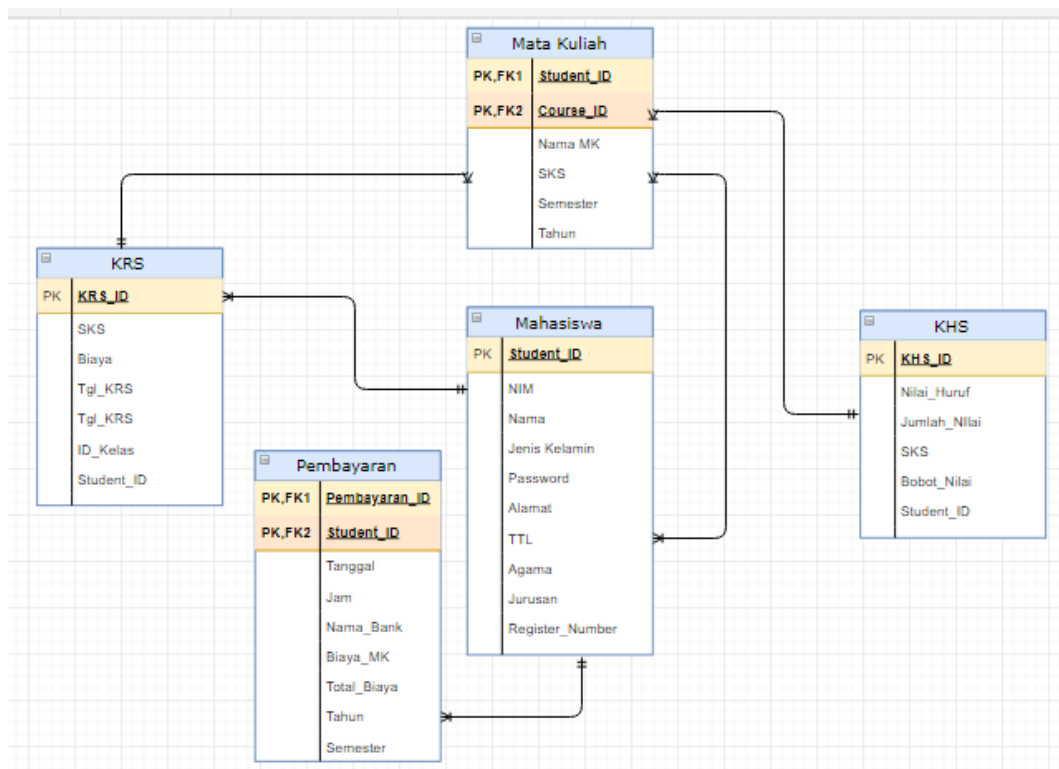 Mata Kuliah
PK,FK1 Student_ID
PK,FK2 Course_ID
Nama MK
SKS
Semester
Tahun
KRS
PK KRS_ID
SKS
Biaya
Tgl_KRS
Tgl_KRS
ID_Kelas
Student_ID
Mahasiswa
PK Student_ID
NIM
Nama
Jenis Kelamin
Password
Alamat
TTL
Agama
Jurusan
Register_Number
KHS
PK KHS_ID
Nilai_Huruf
Jumlah_NIlai
SKS
Bobot_Nilai
Student_ID
Pembayaran
PK,FK1 Pembayaran_ID
PK,FK2 Student_ID
Tanggal
Jam
Nama_Bank
Biaya_MK
Total_Biaya
Tahun
Semester